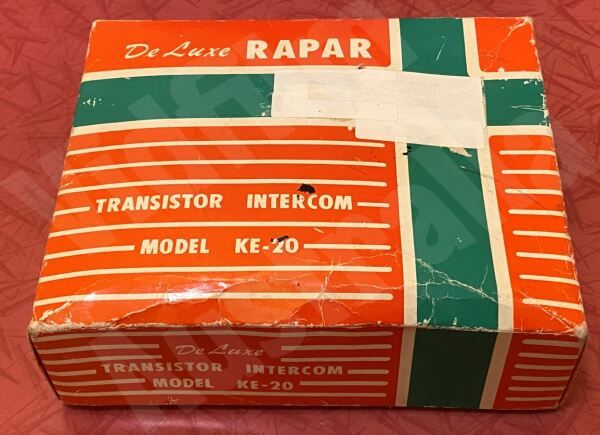 De Luxe RAPAR
TRANSISTOR INTERCOM
MODEL KE-20
De Luxe
TRANSISTOR INTERCOM
MODEL KE-20